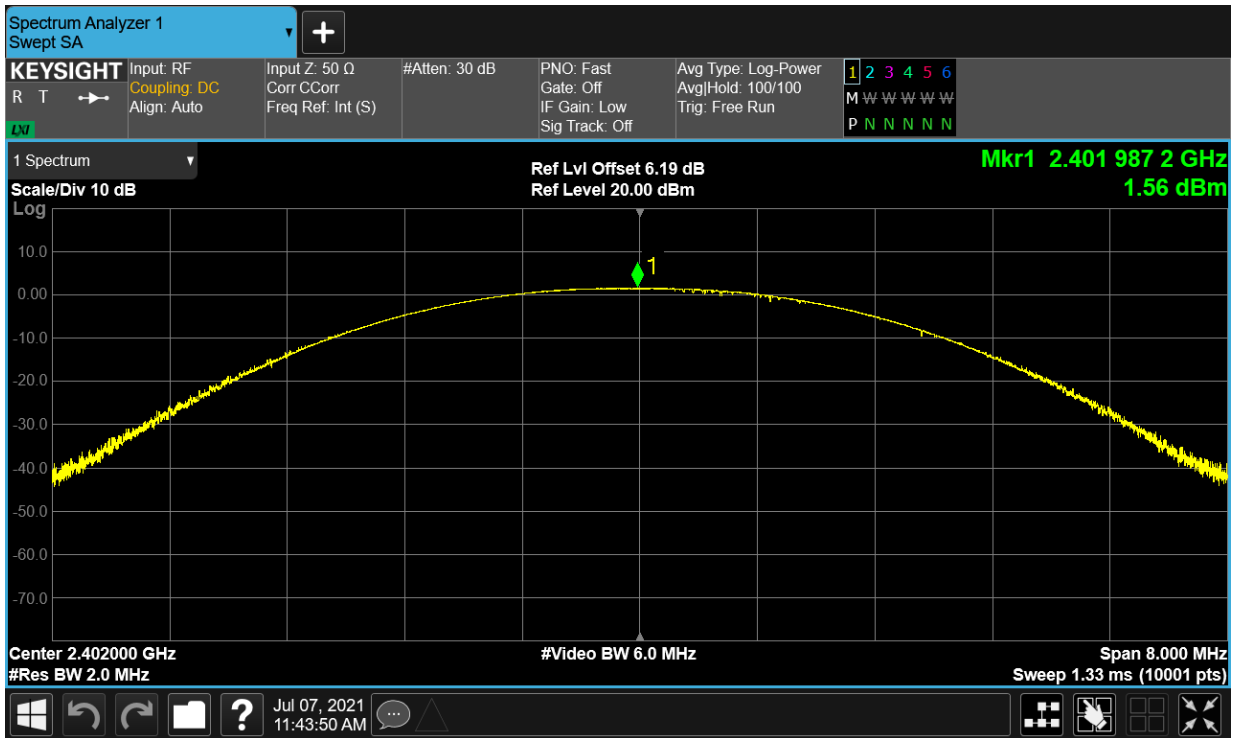 Spectrum Analyzer 1
Swept SA
+
KEYSIGHT
R T
LXI
Input: RF
Coupling: DC
Align: Auto
Input Z: 50 Ω
Corr CCorr
Freq Ref: Int (S)
#Atten: 30 dB
PNO: Fast
Gate: Off
IF Gain: Low
Sig Track: Off
Avg Type: Log-Power
Avg|Hold: 100/100
Trig: Free Run
1 2 3 4 5 6
M W W W W W
P N N N N N
1 Spectrum
Scale/Div 10 dB
Log
Ref Lvl Offset 6.19 dB
Ref Level 20.00 dBm
Mkr1 2.401 987 2 GHz
1.56 dBm
10.0
1
0.00
-10.0
-20.0
-30.0
-40.0
-50.0
-60.0
-70.0
Center 2.402000 GHz
#Res BW 2.0 MHz
#Video BW 6.0 MHz
Span 8.000 MHz
Sweep 1.33 ms (10001 pts)
?
Jul 07, 2021
11:43:50 AM